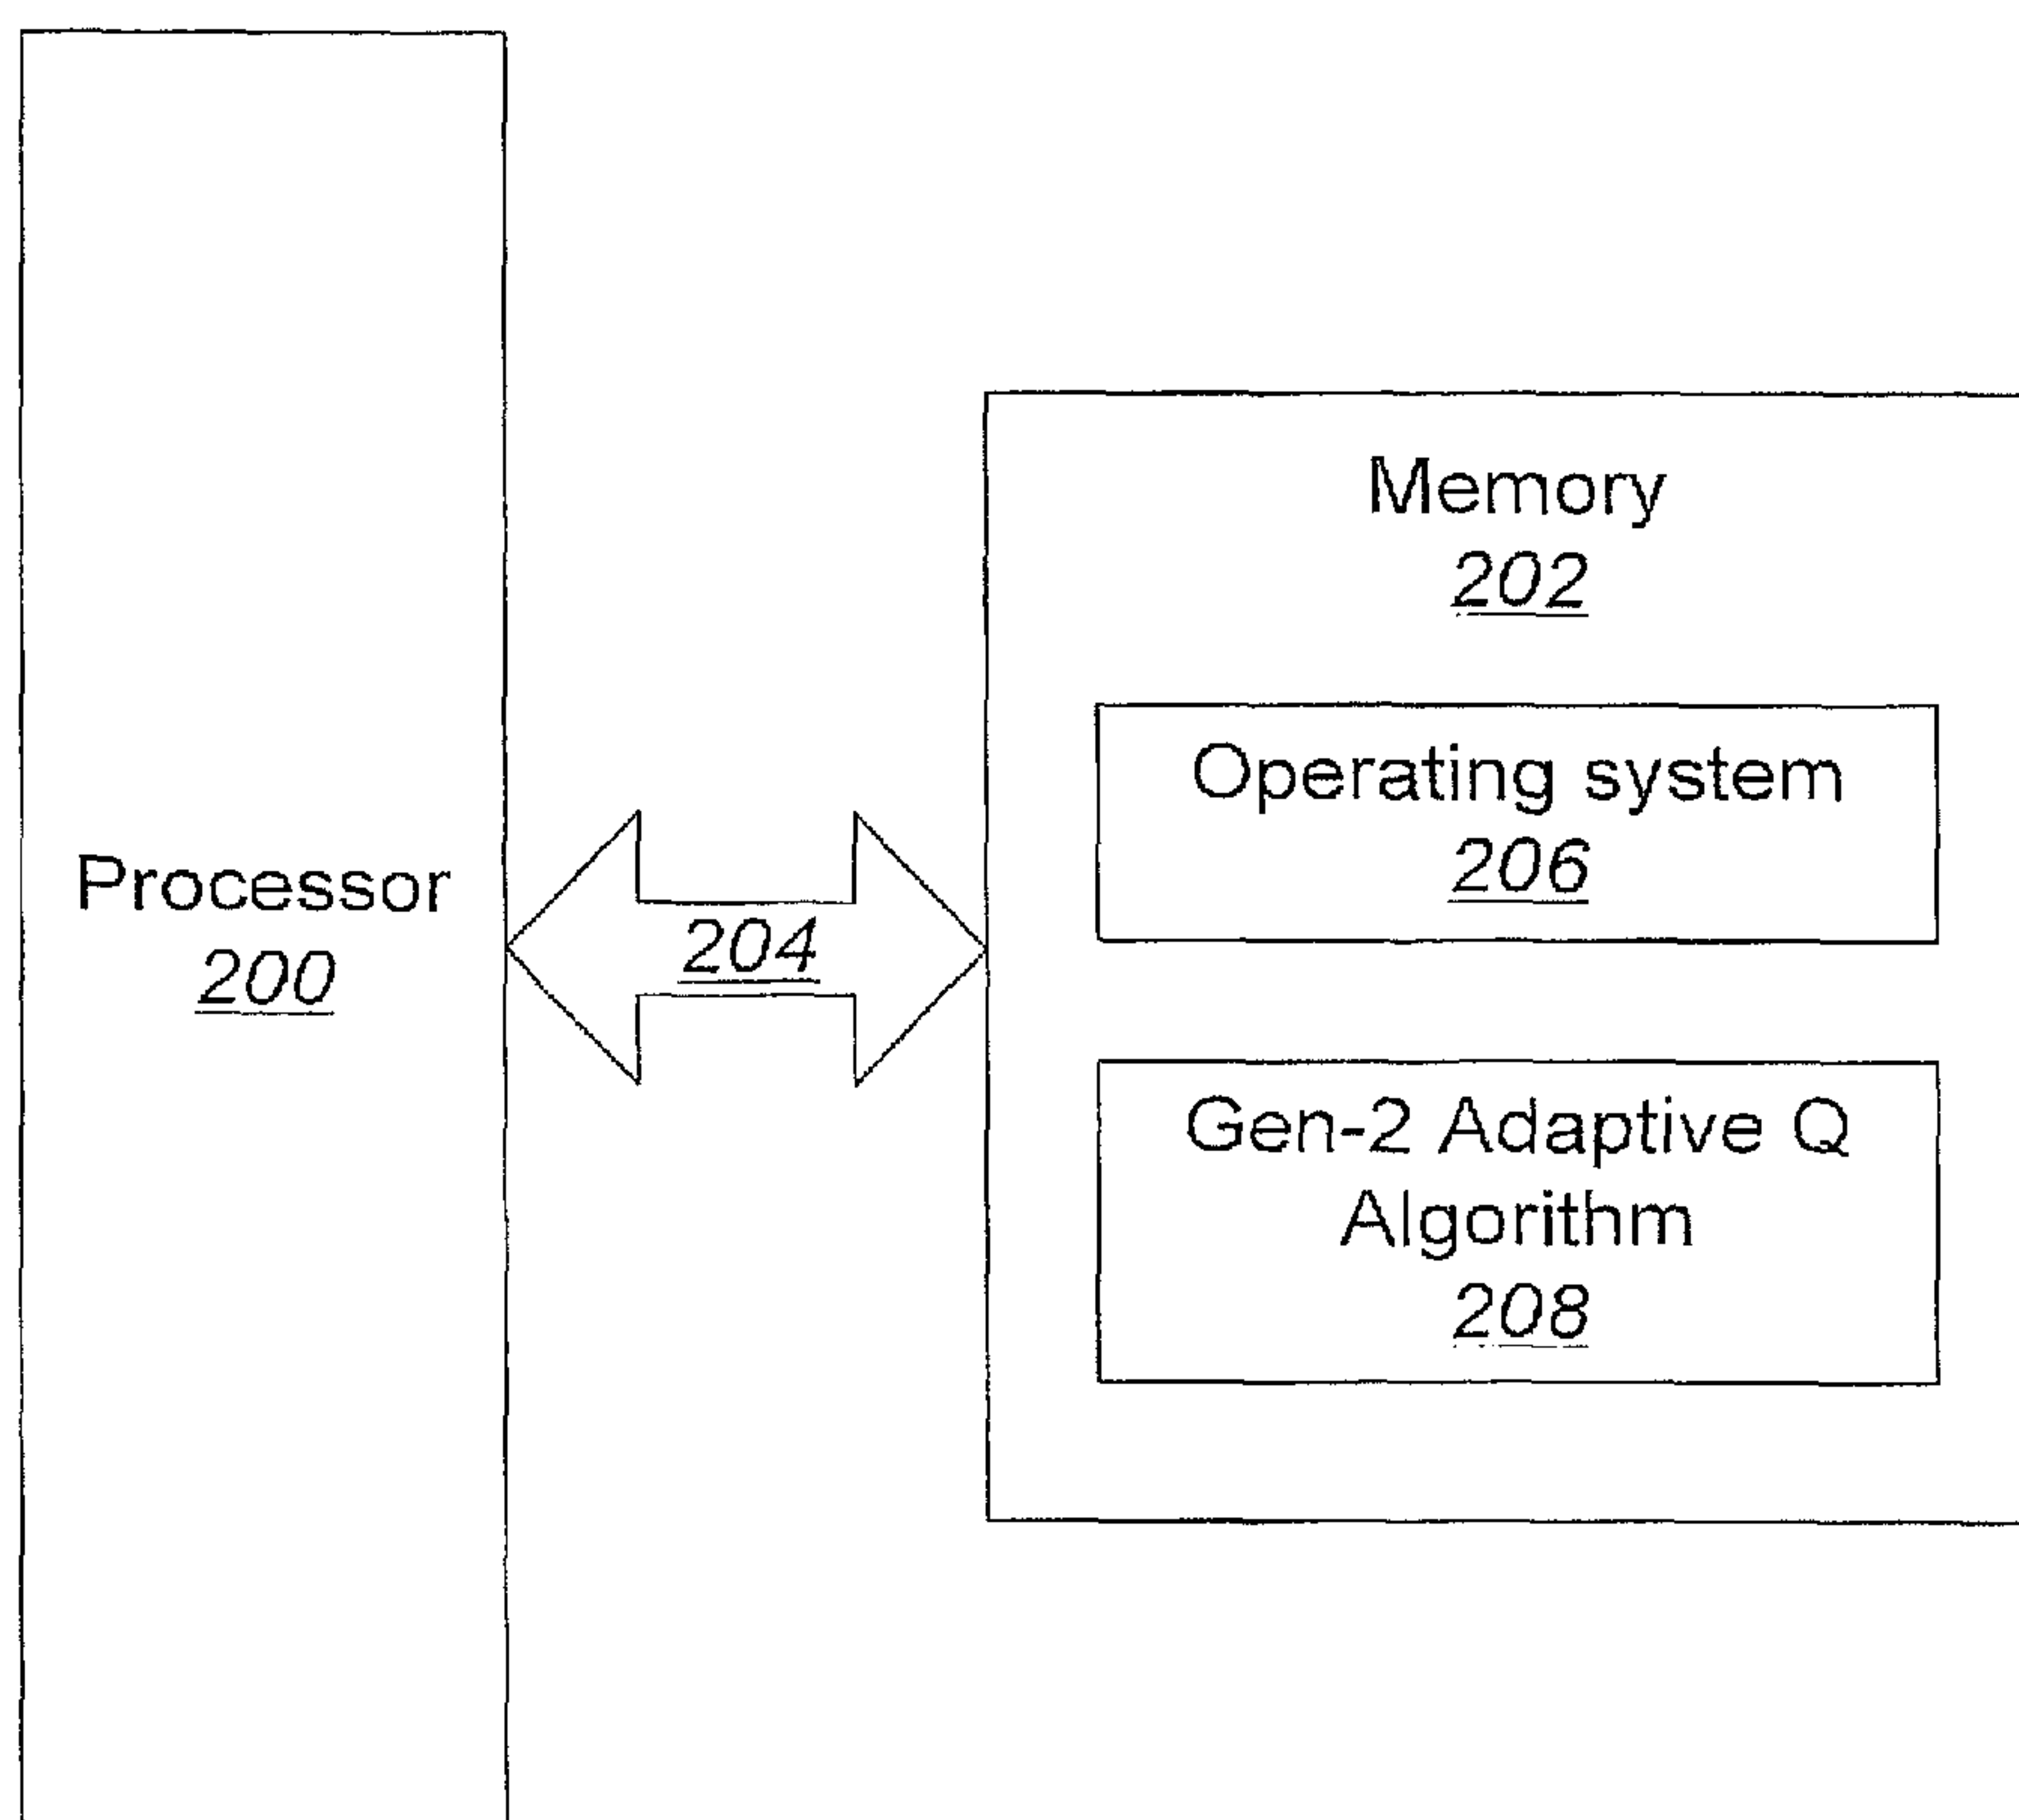 Processor
200
204
Memory
202
Operating system
206
Gen-2 Adaptive Q
Algorithm
208